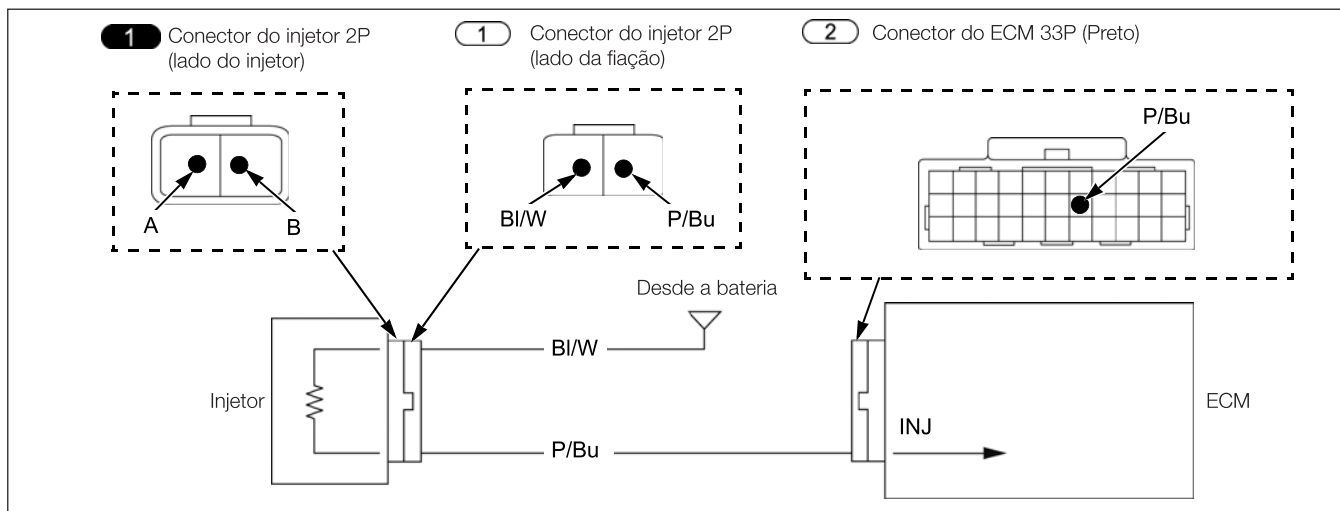 1 Conector do injetor 2P
(lado do injetor)
1 Conector do injetor 2P
(lado da fiação)
2 Conector do ECM 33P (Preto)
A
B
Bl/W
P/Bu
P/Bu
Desde a bateria
Bl/W
Injetor
P/Bu
INJ
ECM